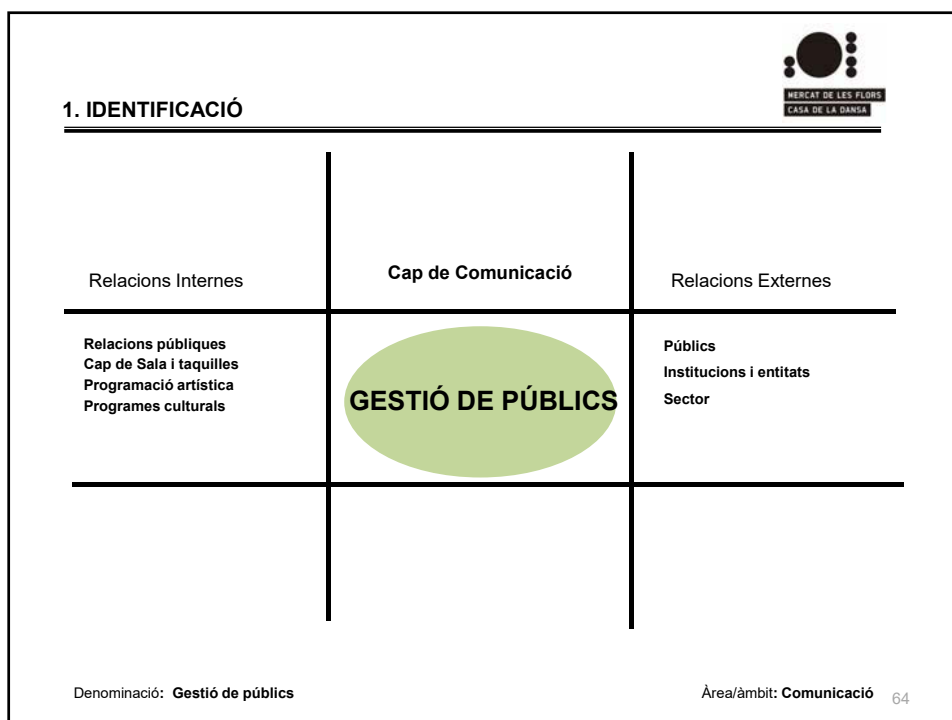 MERCAT DE LES FLORS
CASA DE LA DANSA
1. IDENTIFICACIÓ
Relacions Internes
Cap de Comunicació
Relacions Externes
Relacions públiques
Cap de Sala i taquilles
Programació artística
Programes culturals
GESTIÓ DE PÚBLICS
Públics
Institucions i entitats
Sector
Denominació: Gestió de públics
Àrea/àmbit: Comunicació
64